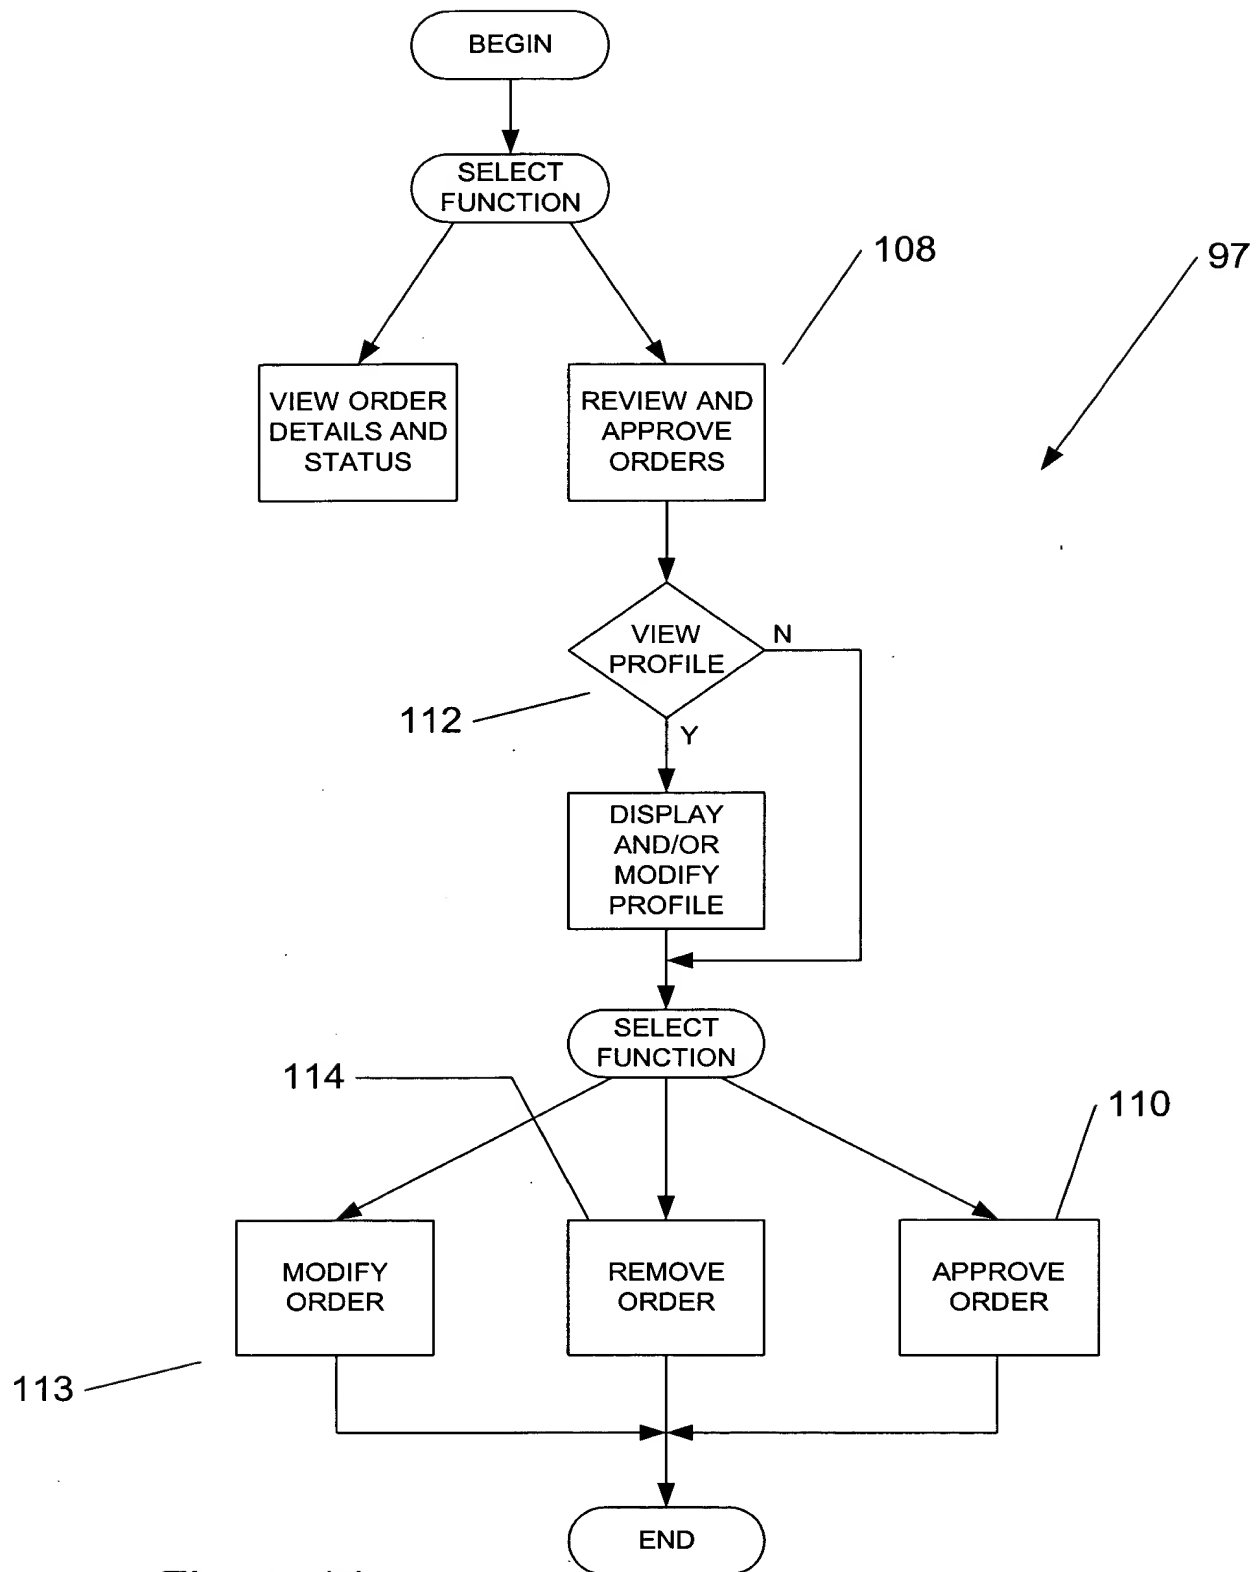 BEGIN
SELECT
FUNCTION
108
97
VIEW ORDER
DETAILS AND
STATUS
REVIEW AND
APPROVE
ORDERS
VIEW
PROFILE
N
112
Y
DISPLAY
AND/OR
MODIFY
PROFILE
SELECT
FUNCTION
114
110
MODIFY
ORDER
REMOVE
ORDER
APPROVE
ORDER
113
END